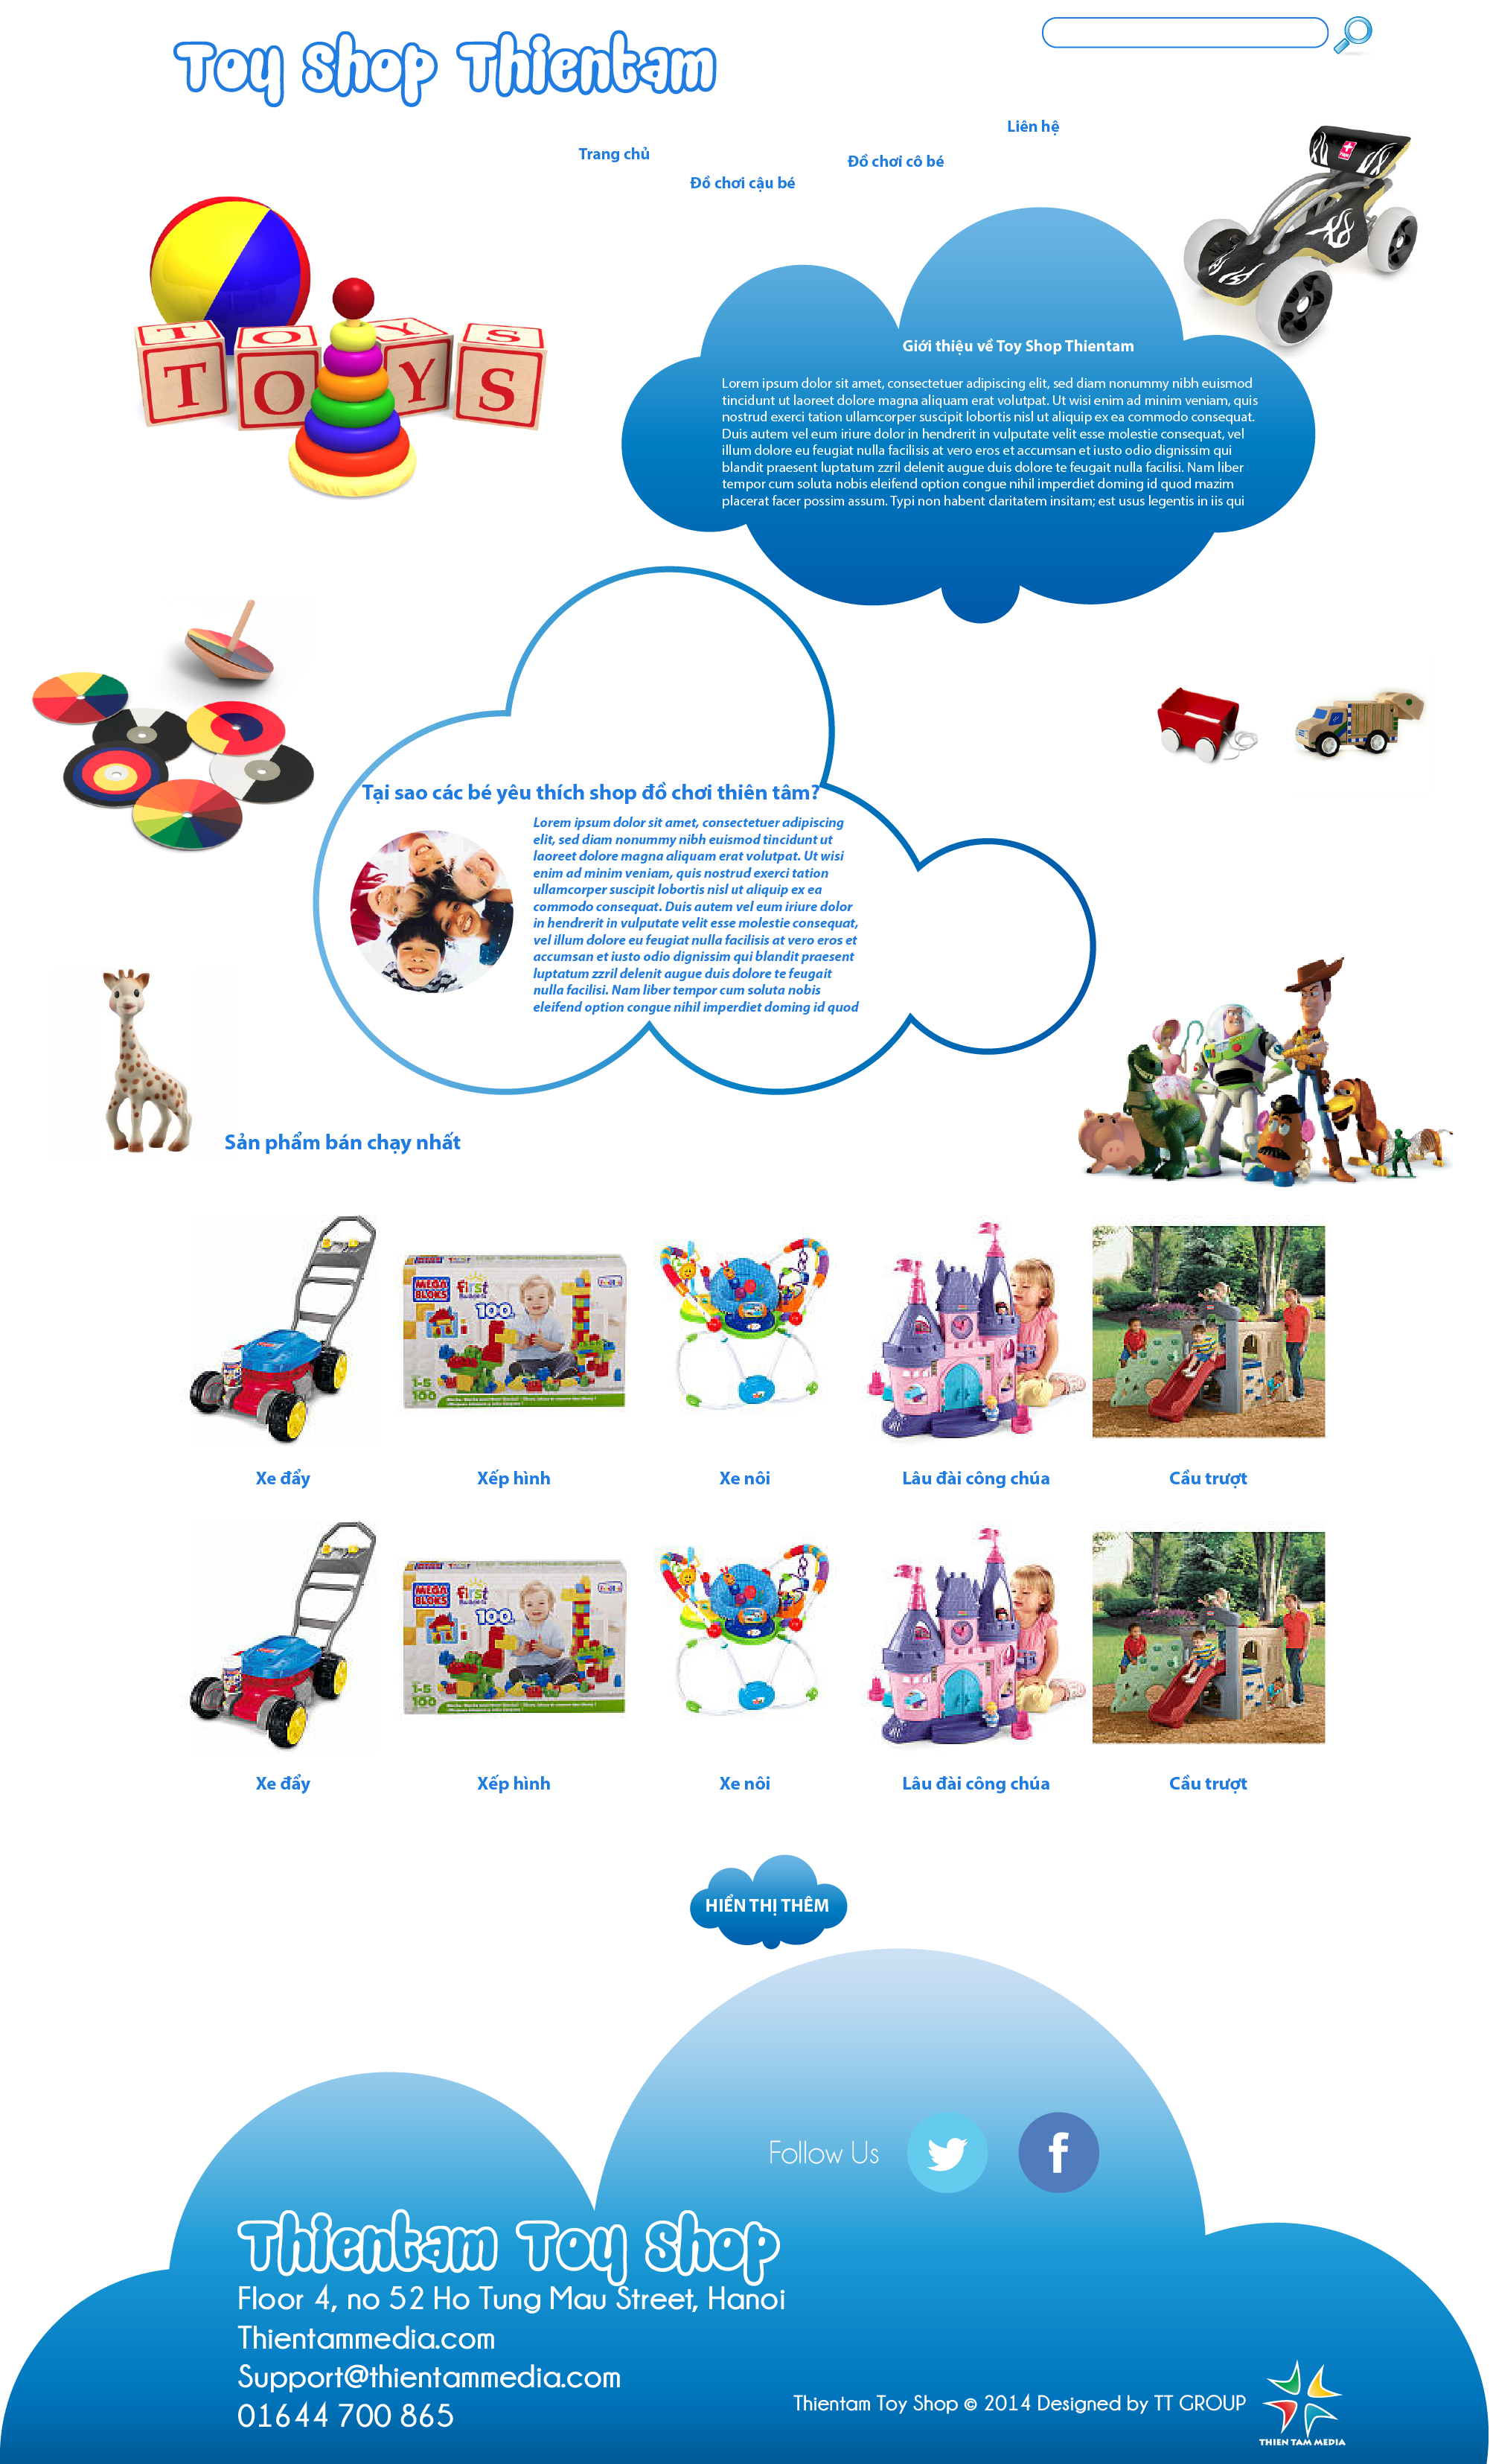 Toy Shop Thientam
Liên hệ
Trang chủ
Đồ chơi cô bé
Đồ chơi cậu bé
T O Y S
T O Y S
Giới thiệu về Toy Shop Thientam
Lorem ipsum dolor sit amet, consectetuer adipiscing elit, sed diam nonummy nibh euismod
tincidunt ut laoreet dolore magna aliquam erat volutpat. Ut wisi enim ad minim veniam, quis
nostrud exerci tation ullamcorper suscipit lobortis nisl ut aliquip ex ea commodo consequat.
Duis autem vel eum iriure dolor in hendrerit in vulputate velit esse molestie consequat, vel
illum dolore eu feugiat nulla facilisis at vero eros et accumsan et iusto odio dignissim qui
blandit praesent luptatum zzril delenit augue duis dolore te feugait nulla facilisi. Nam liber
tempor cum soluta nobis eleifend option congue nihil imperdiet doming id quod mazim
placerat facer possim assum. Typi non habent claritatem insitam; est usus legentis in iis qui
Tại sao các bé yêu thích shop đồ chơi thiên tâm?
Lorem ipsum dolor sit amet, consectetuer adipiscing
elit, sed diam nonummy nibh euismod tincidunt ut
laoreet dolore magna aliquam erat volutpat. Ut wisi
enim ad minim veniam, quis nostrud exerci tation
ullamcorper suscipit lobortis nisl ut aliquip ex ea
commodo consequat. Duis autem vel eum iriure dolor
in hendrerit in vulputate velit esse molestie consequat,
vel illum dolore eu feugiat nulla facilisis at vero eros et
accumsan et iusto odio dignissim qui blandit praesent
luptatum zzril delenit augue duis dolore te feugait
nulla facilisi. Nam liber tempor cum soluta nobis
eleifend option congue nihil imperdiet doming id quod
Sản phẩm bán chạy nhất
MEGA
BLOKS
first
100
1-5
100
Xe đẩy
Xếp hình
Xe nôi
Lâu đài công chúa
Cầu trượt
MEGA
BLOKS
first
100
1-5
100
Xe đẩy
Xếp hình
Xe nôi
Lâu đài công chúa
Cầu trượt
HIỂN THỊ THÊM
Follow Us
Thientam Toy Shop
Floor 4, no 52 Ho Tung Mau Street, Hanoi
Thientammedia.com
Support@thientammedia.com
01644 700 865
Thientam Toy Shop © 2014 Designed by TT GROUP
THIEN TAM MEDIA